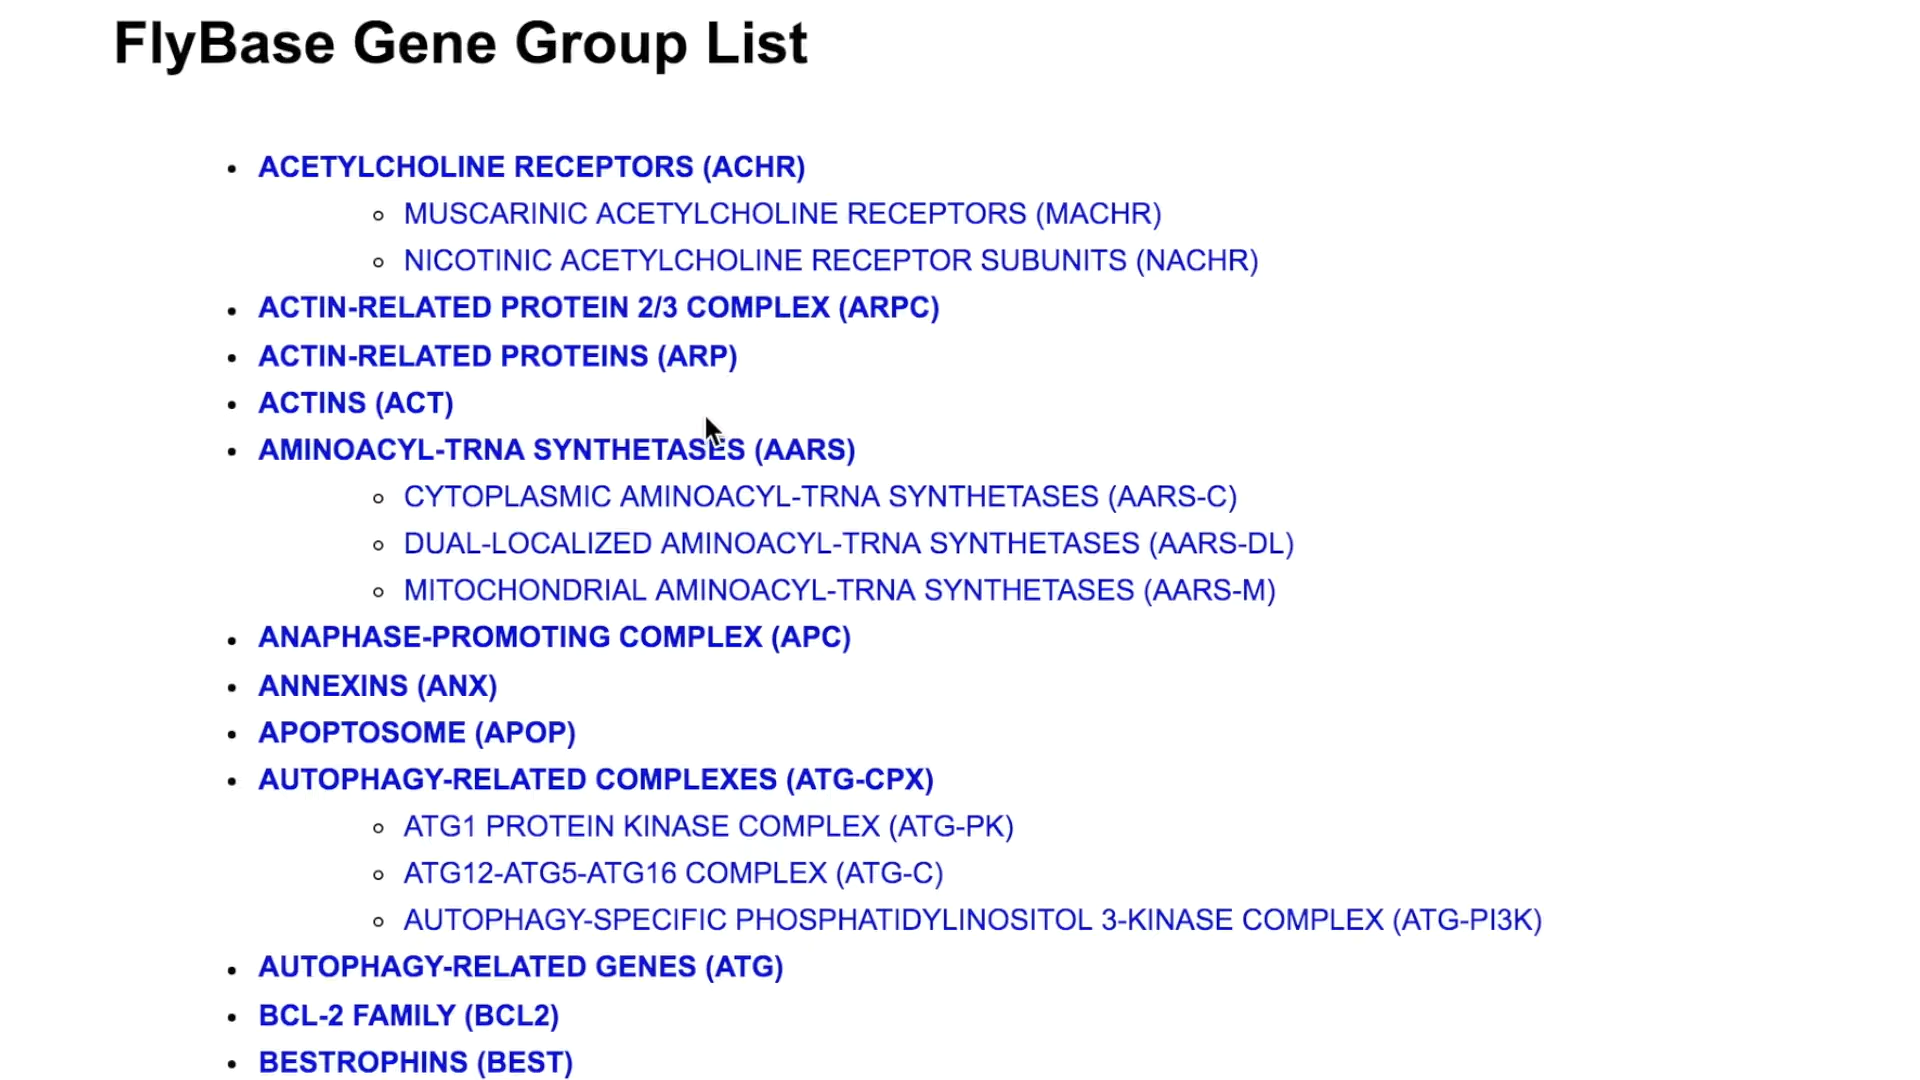 FlyBase Gene Group List
ACETYLCHOLINE RECEPTORS (ACHR)
MUSCARINIC ACETYLCHOLINE RECEPTORS (MACHR)
NICOTINIC ACETYLCHOLINE RECEPTOR SUBUNITS (NACHR)
ACTIN-RELATED PROTEIN 2/3 COMPLEX (ARPC)
ACTIN-RELATED PROTEINS (ARP)
ACTINS (ACT)
AMINOACYL-TRNA SYNTHETASES (AARS)
CYTOPLASMIC AMINOACYL-TRNA SYNTHETASES (AARS-C)
DUAL-LOCALIZED AMINOACYL-TRNA SYNTHETASES (AARS-DL)
MITOCHONDRIAL AMINOACYL-TRNA SYNTHETASES (AARS-M)
ANAPHASE-PROMOTING COMPLEX (APC)
ANNEXINS (ANX)
APOPTOSOME (APOP)
AUTOPHAGY-RELATED COMPLEXES (ATG-CPX)
ATG1 PROTEIN KINASE COMPLEX (ATG-PK)
ATG12-ATG5-ATG16 COMPLEX (ATG-C)
AUTOPHAGY-SPECIFIC PHOSPHATIDYLINOSITOL 3-KINASE COMPLEX (ATG-PI3K)
AUTOPHAGY-RELATED GENES (ATG)
BCL-2 FAMILY (BCL2)
BESTROPHINS (BEST)